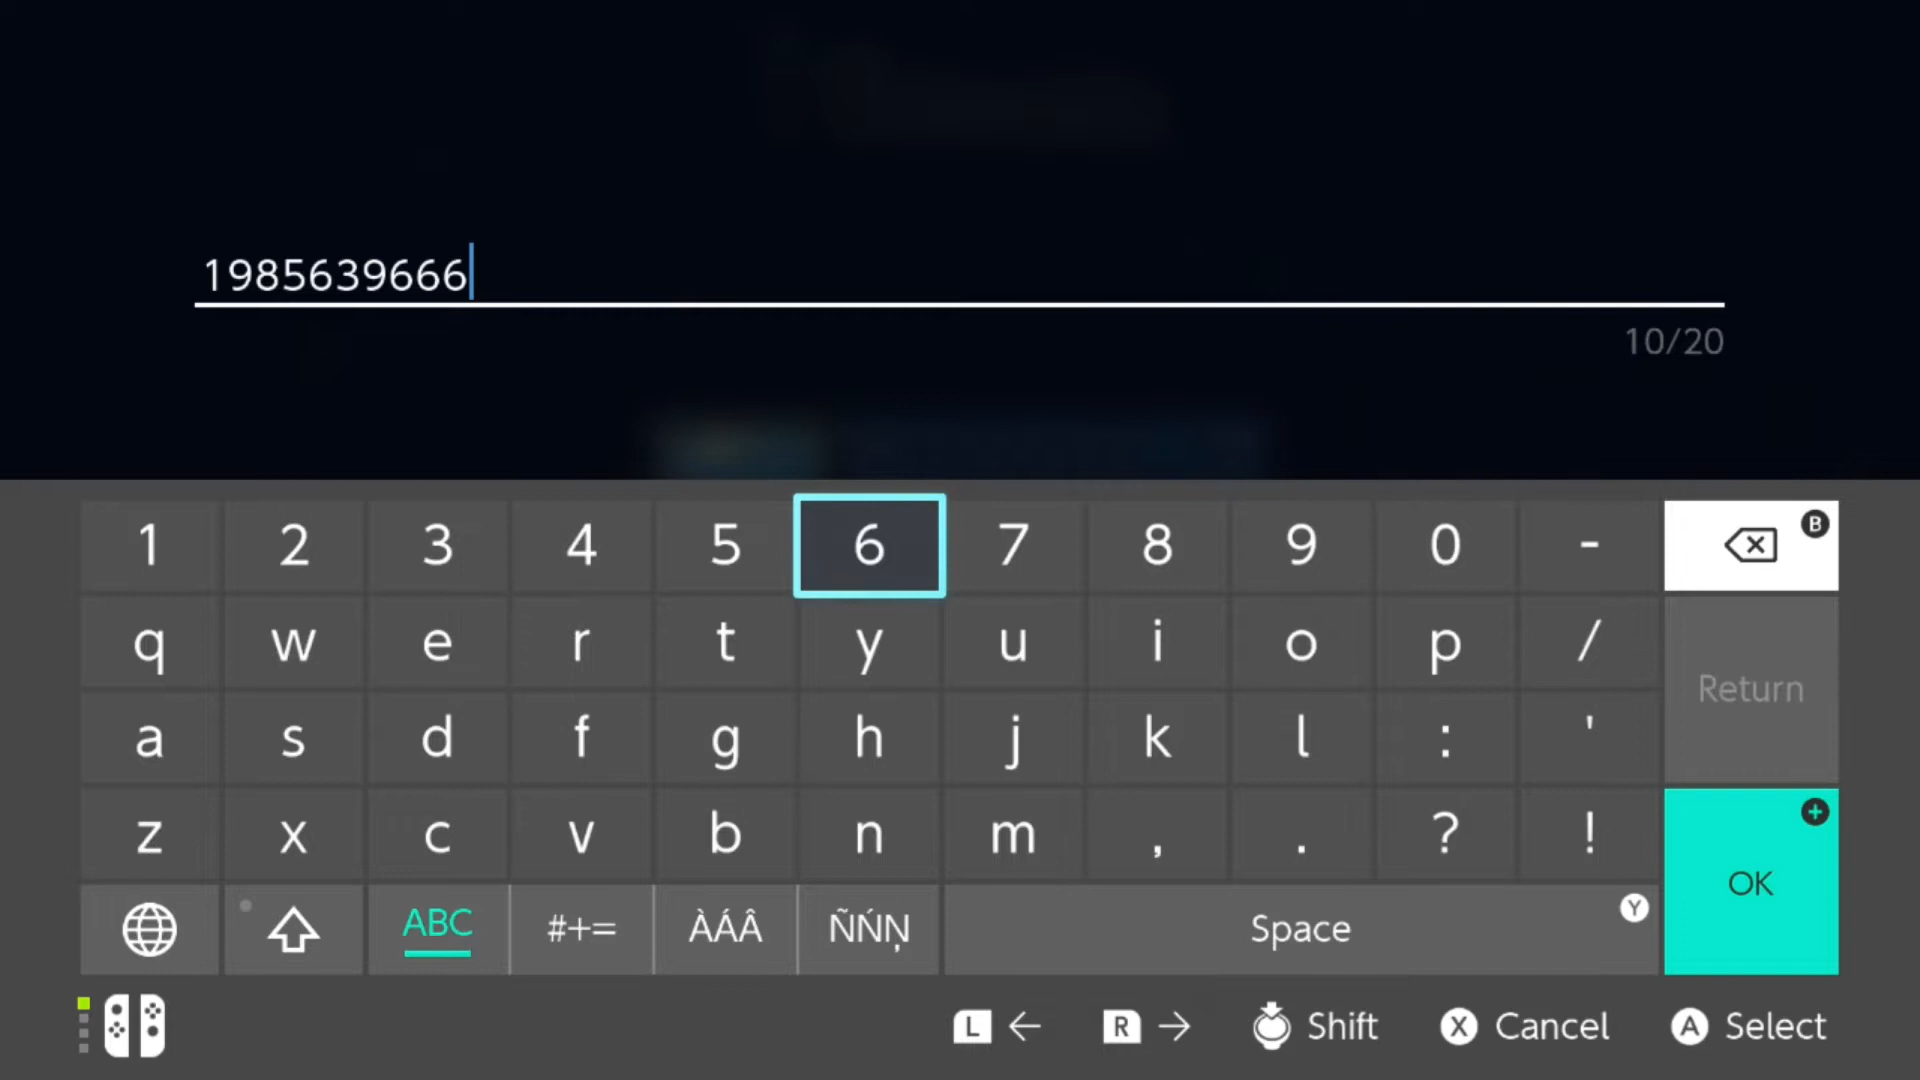 1985639666
10/20
1 2 3 4 5 6 7 8 9 0 - B
q w e r t y u i o p / Return
a s d f g h j k l : '
z x c v b n m , . ? ! + OK
ABC #+= ÀÁÂ ÑŃŅ Space Y
L ← R → Shift X Cancel A Select